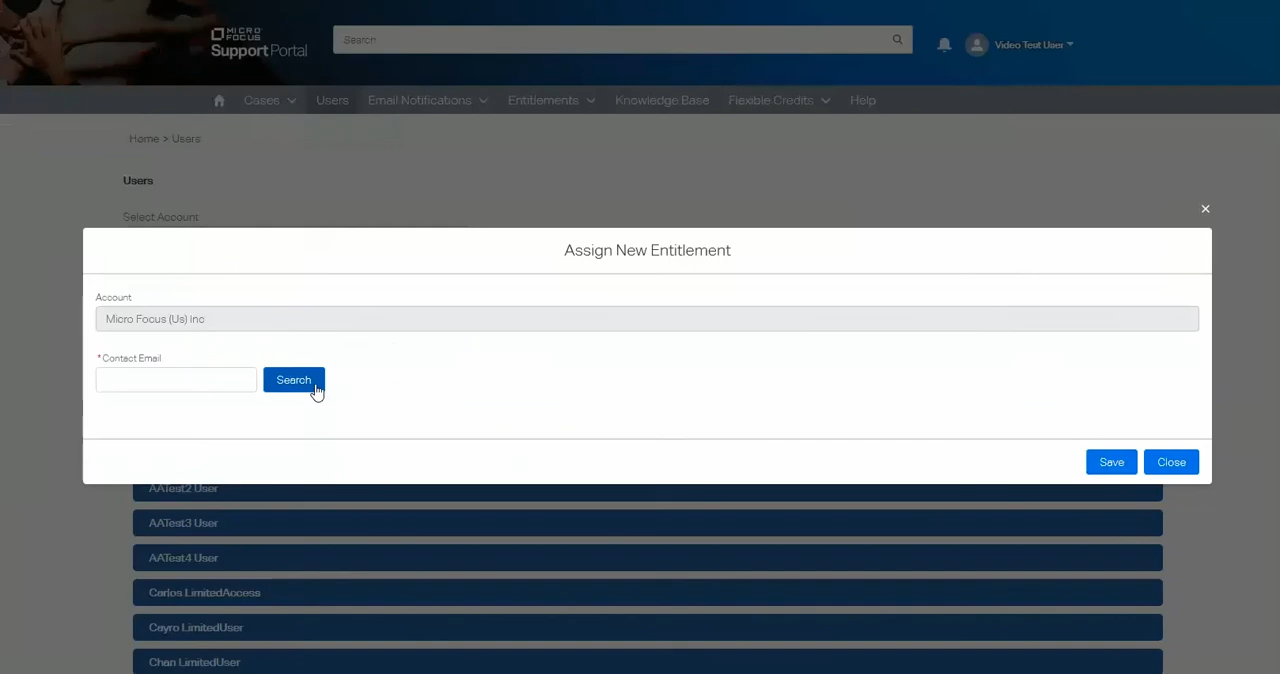 MICRO
FOCUS
Support Portal
Search
Video Test User
Cases
Users
Email Notifications
Entitlements
Knowledge Base
Flexible Credits
Help
Home > Users
Users
Select Account
×
Assign New Entitlement
Account
Micro Focus (Us) Inc
*Contact Email
Search
Save
Close
AATest2 User
AATest3 User
AATest4 User
Carlos LimitedAccess
Cayro LimitedUser
Chan LimitedUser